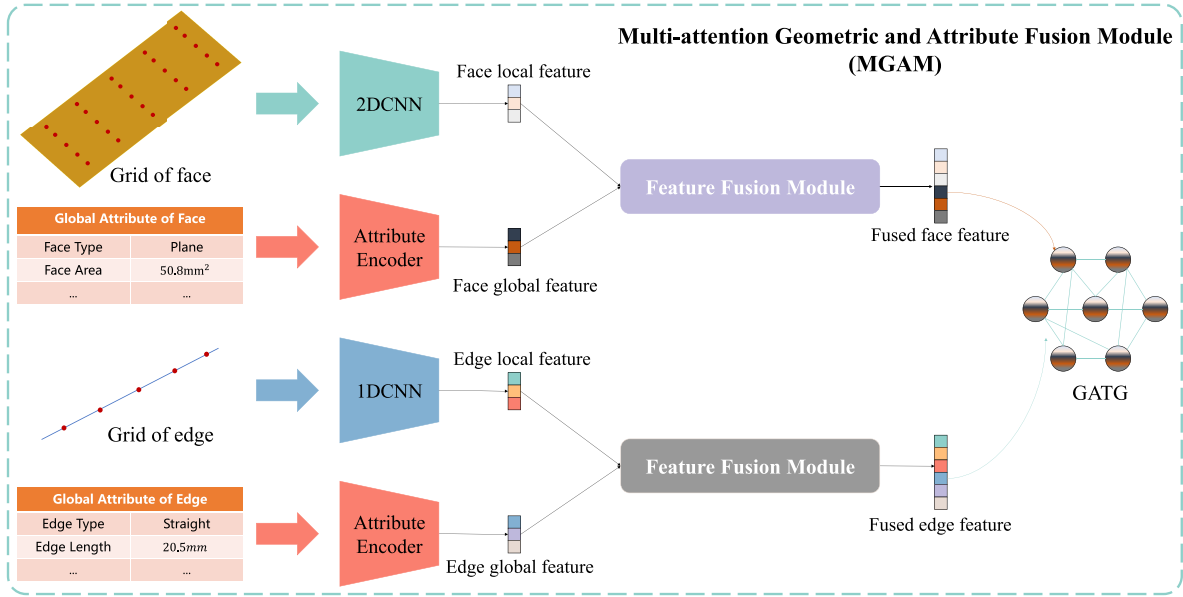 Multi-attention Geometric and Attribute Fusion Module
(MGAM)
Grid of face
2DCNN
Face local feature
Global Attribute of Face
Face Type Plane
Face Area 50.8mm²
... ...
Attribute
Encoder
Face global feature
Feature Fusion Module
Fused face feature
Grid of edge
1DCNN
Edge local feature
Global Attribute of Edge
Edge Type Straight
Edge Length 20.5mm
... ...
Attribute
Encoder
Edge global feature
Feature Fusion Module
Fused edge feature
GATG